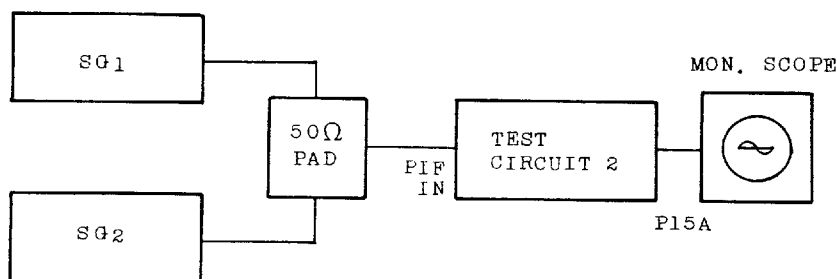 SG1
MON. SCOPE
50Ω
PAD
TEST
CIRCUIT 2
PIF
IN
P15A
SG2